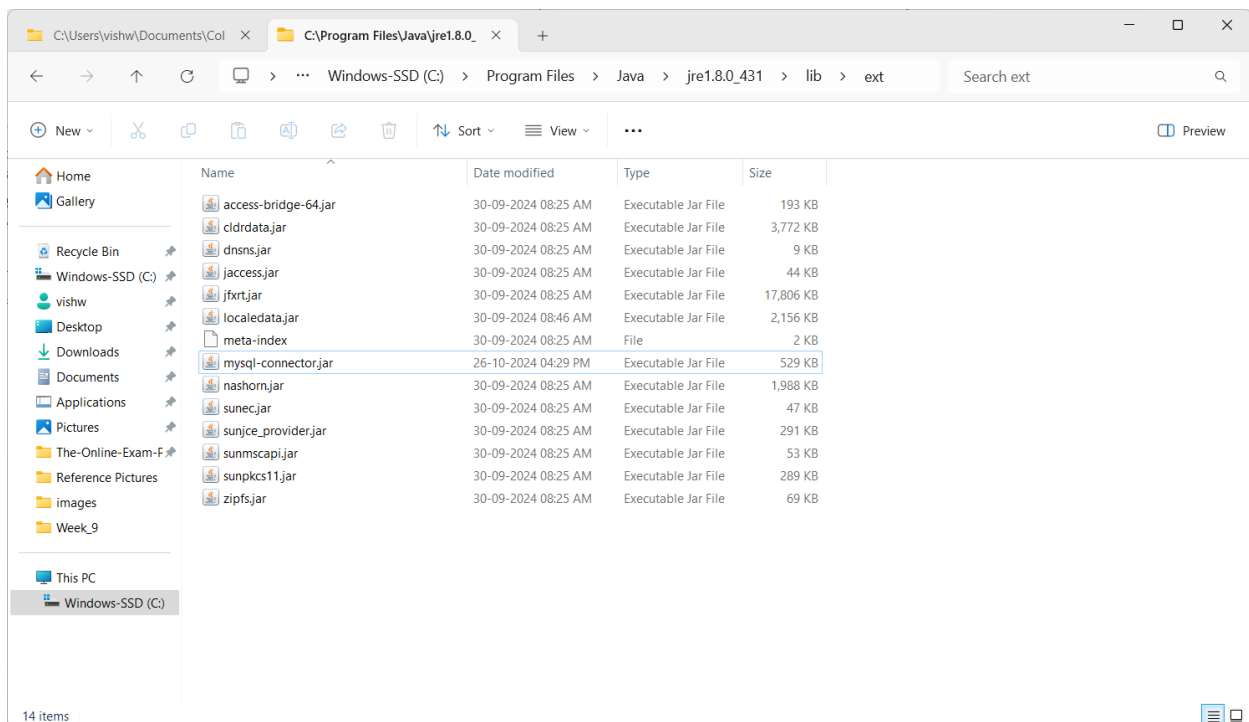 C:\Users\vishw\Documents\Col
C:\Program Files\Java\jre1.8.0_
··· Windows-SSD (C:) > Program Files > Java > jre1.8.0_431 > lib > ext
Search ext
New
Sort
View
Preview
Home
Gallery
Recycle Bin
Windows-SSD (C:)
vishw
Desktop
Downloads
Documents
Applications
Pictures
The-Online-Exam-F
Reference Pictures
images
Week_9
This PC
Windows-SSD (C:)
Name Date modified Type Size
access-bridge-64.jar 30-09-2024 08:25 AM Executable Jar File 193 KB
cldrdata.jar 30-09-2024 08:25 AM Executable Jar File 3,772 KB
dnsns.jar 30-09-2024 08:25 AM Executable Jar File 9 KB
jaccess.jar 30-09-2024 08:25 AM Executable Jar File 44 KB
jfxrt.jar 30-09-2024 08:25 AM Executable Jar File 17,806 KB
localedata.jar 30-09-2024 08:46 AM Executable Jar File 2,156 KB
meta-index 30-09-2024 08:25 AM File 2 KB
mysql-connector.jar 26-10-2024 04:29 PM Executable Jar File 529 KB
nashorn.jar 30-09-2024 08:25 AM Executable Jar File 1,988 KB
sunec.jar 30-09-2024 08:25 AM Executable Jar File 47 KB
sunjce_provider.jar 30-09-2024 08:25 AM Executable Jar File 291 KB
sunmscapi.jar 30-09-2024 08:25 AM Executable Jar File 53 KB
sunpkcs11.jar 30-09-2024 08:25 AM Executable Jar File 289 KB
zipfs.jar 30-09-2024 08:25 AM Executable Jar File 69 KB
14 items